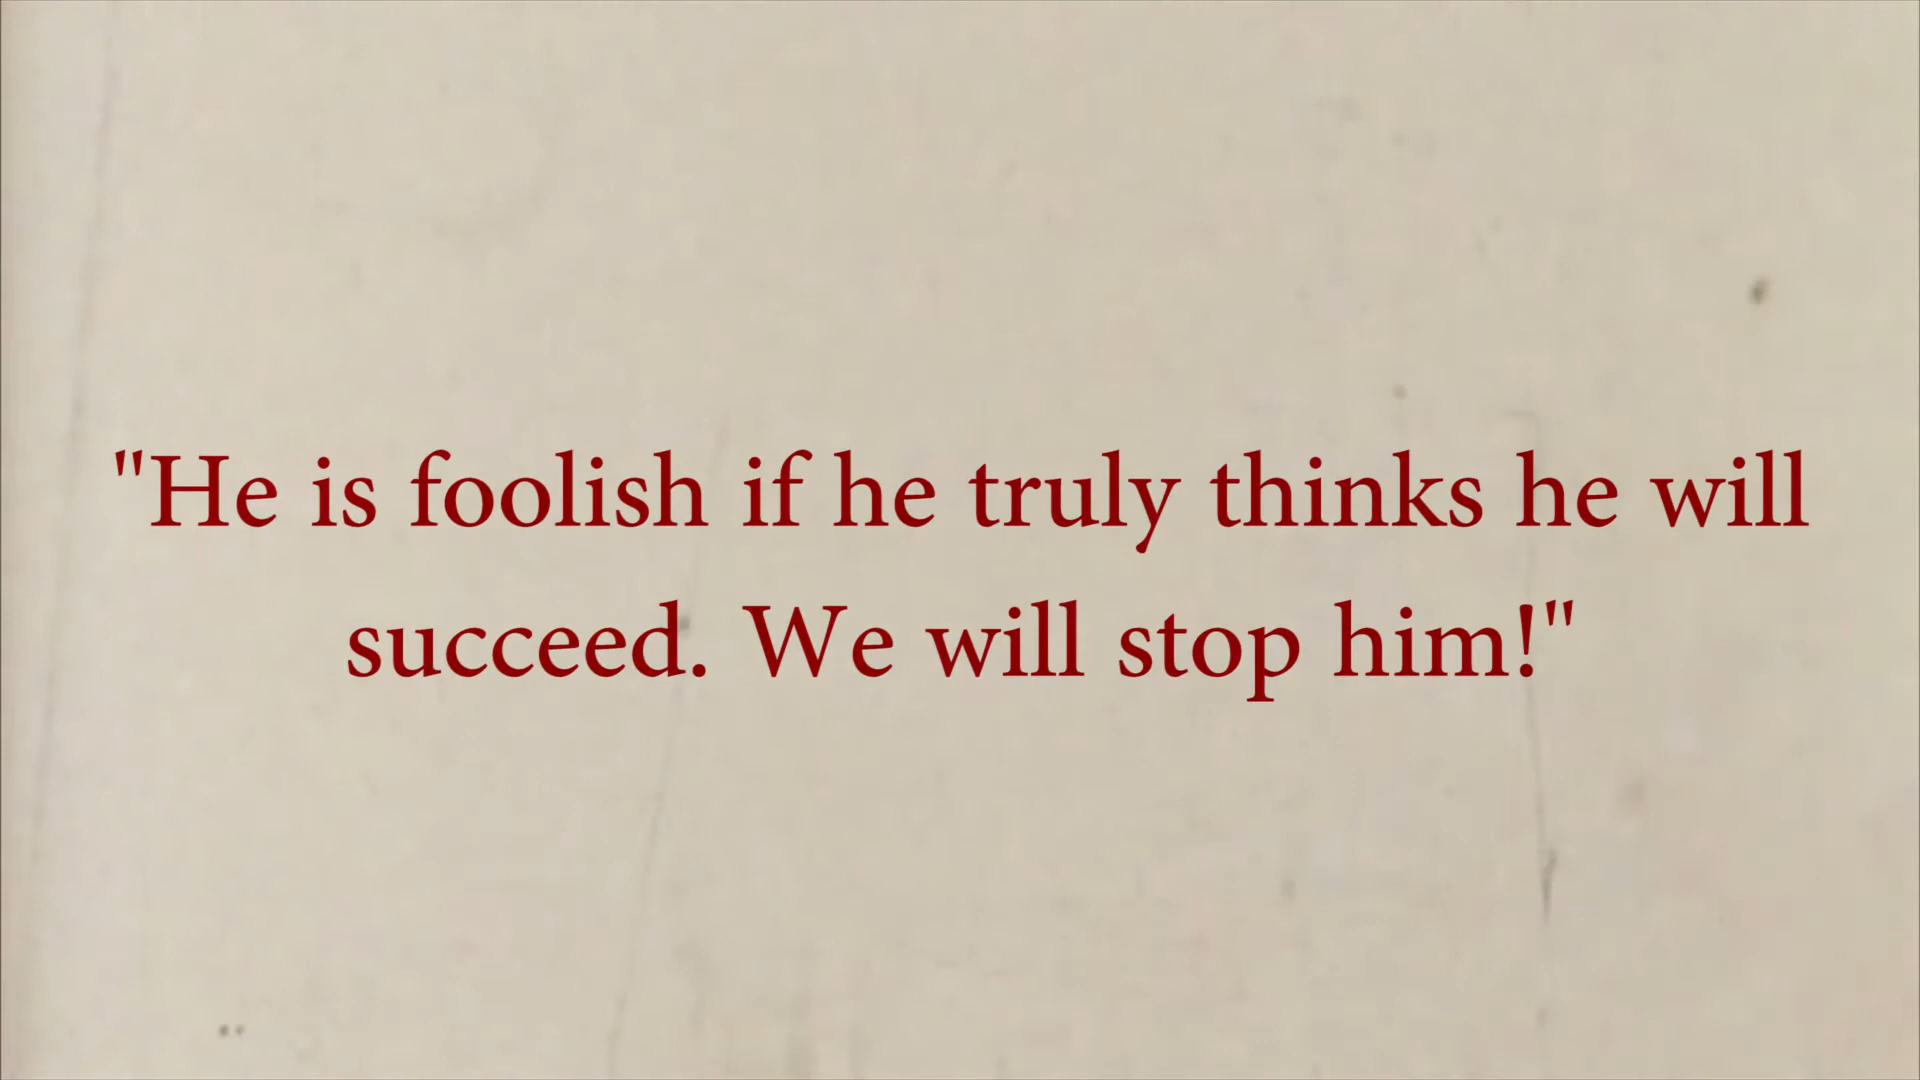 "He is foolish if he truly thinks he will
succeed. We will stop him!"